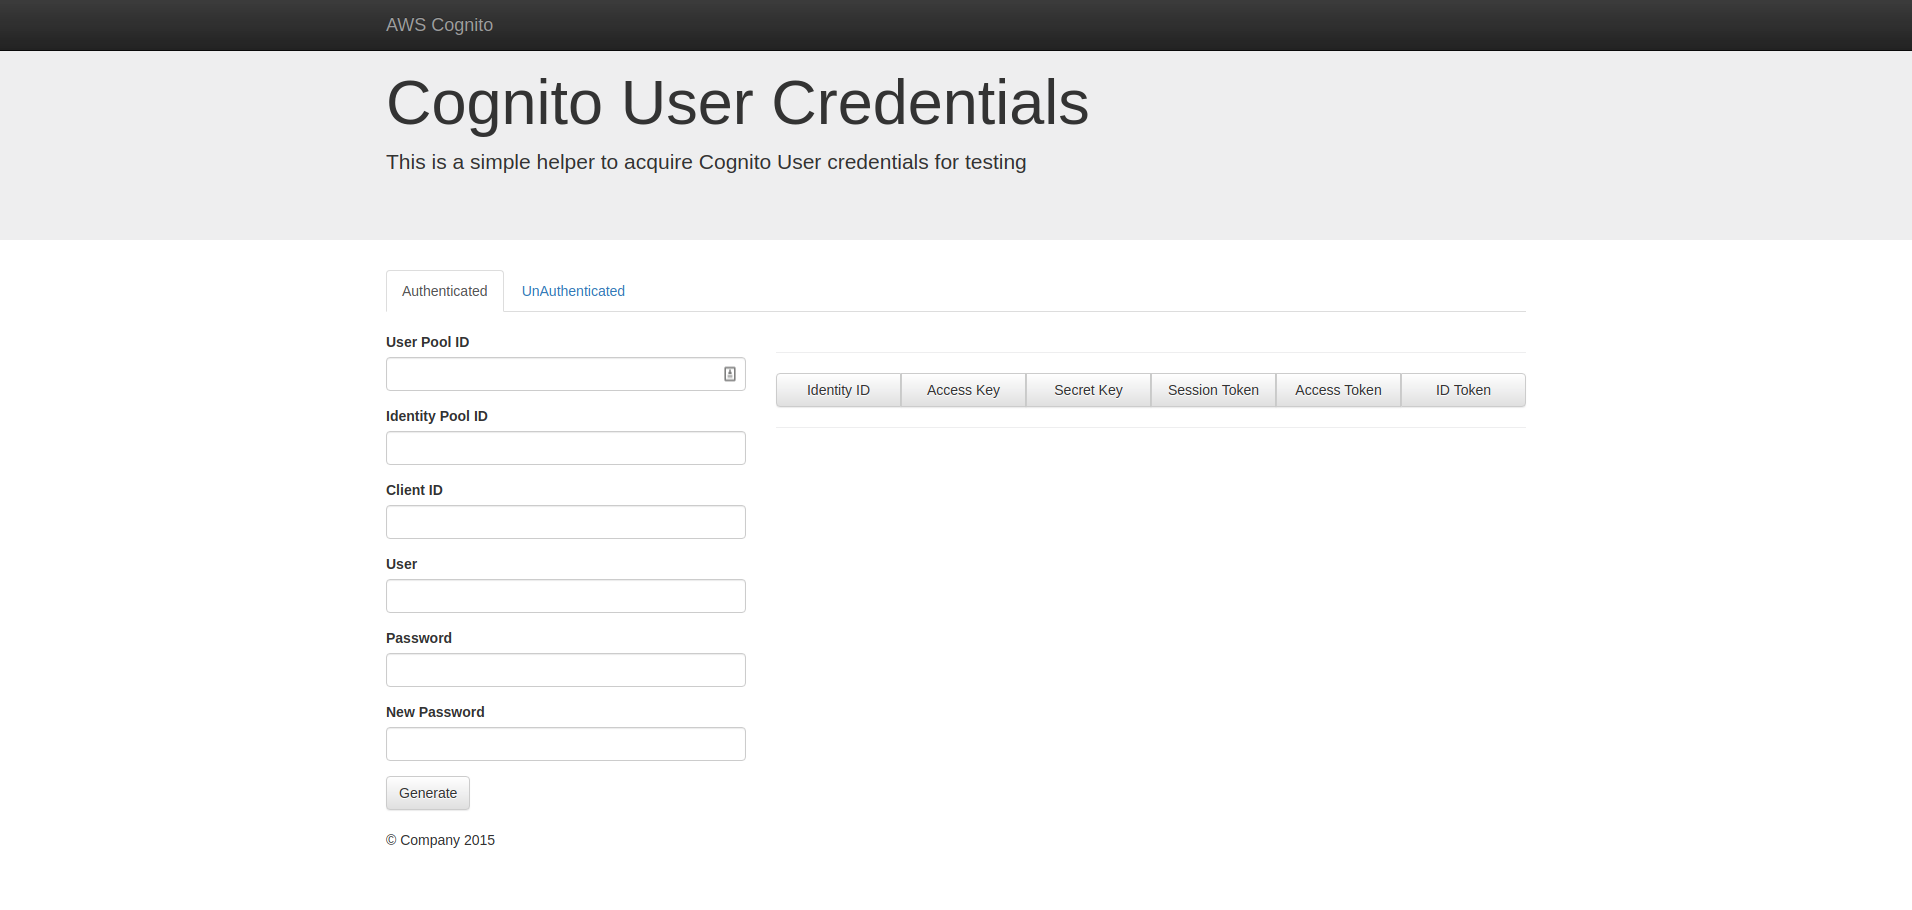 AWS Cognito
Cognito User Credentials
This is a simple helper to acquire Cognito User credentials for testing
Authenticated UnAuthenticated
User Pool ID
Identity Pool ID
Client ID
User
Password
New Password
Generate
Identity ID Access Key Secret Key Session Token Access Token ID Token
© Company 2015